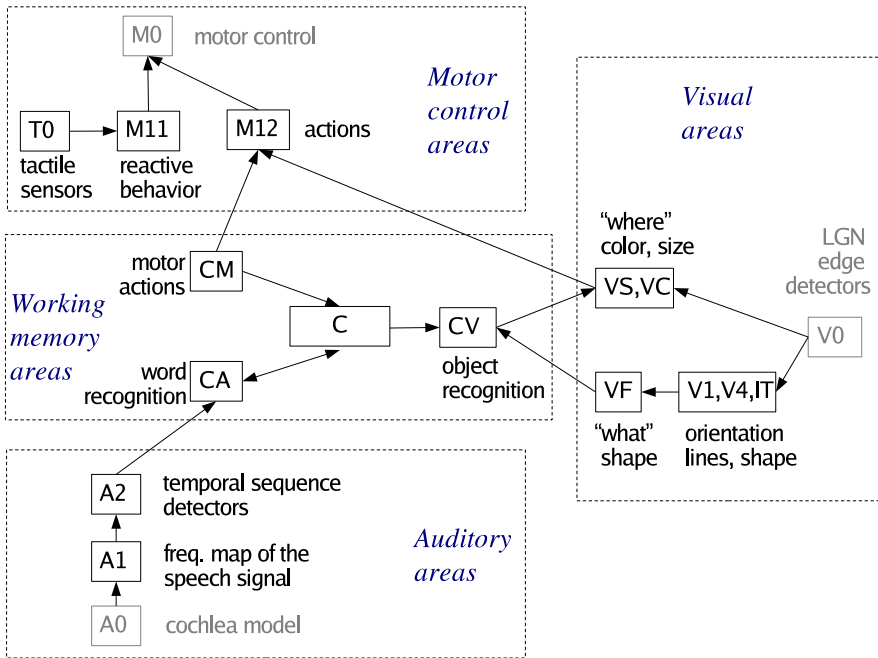 M0
motor control
Motor
control
areas
T0
M11
M12
actions
tactile
sensors
reactive
behavior
Visual
areas
"where"
color, size
LGN
edge
detectors
VS,VC
V0
VF
V1,V4,IT
"what"
shape
orientation
lines, shape
Working
memory
areas
motor
actions
CM
C
CV
word
recognition
CA
object
recognition
A2
temporal sequence
detectors
A1
freq. map of the
speech signal
A0
cochlea model
Auditory
areas